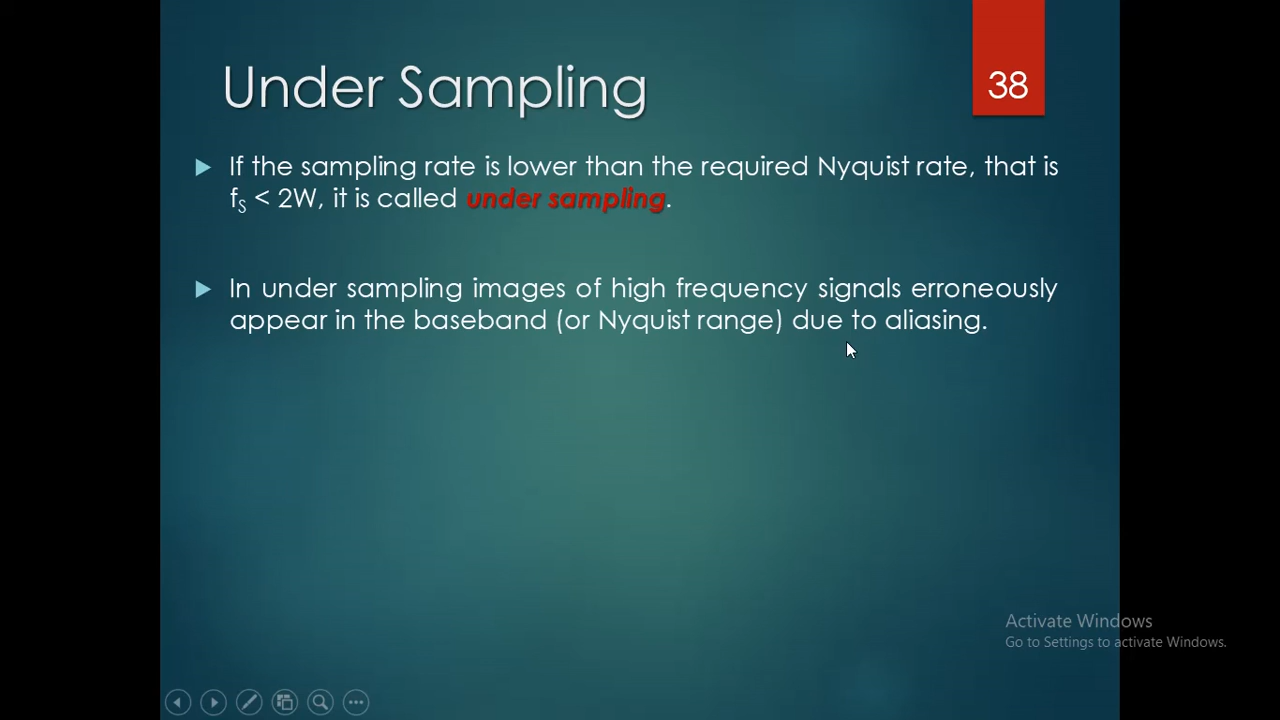 Under Sampling
38
If the sampling rate is lower than the required Nyquist rate, that is
fS < 2W, it is called under sampling.
In under sampling images of high frequency signals erroneously
appear in the baseband (or Nyquist range) due to aliasing.
Activate Windows
Go to Settings to activate Windows.